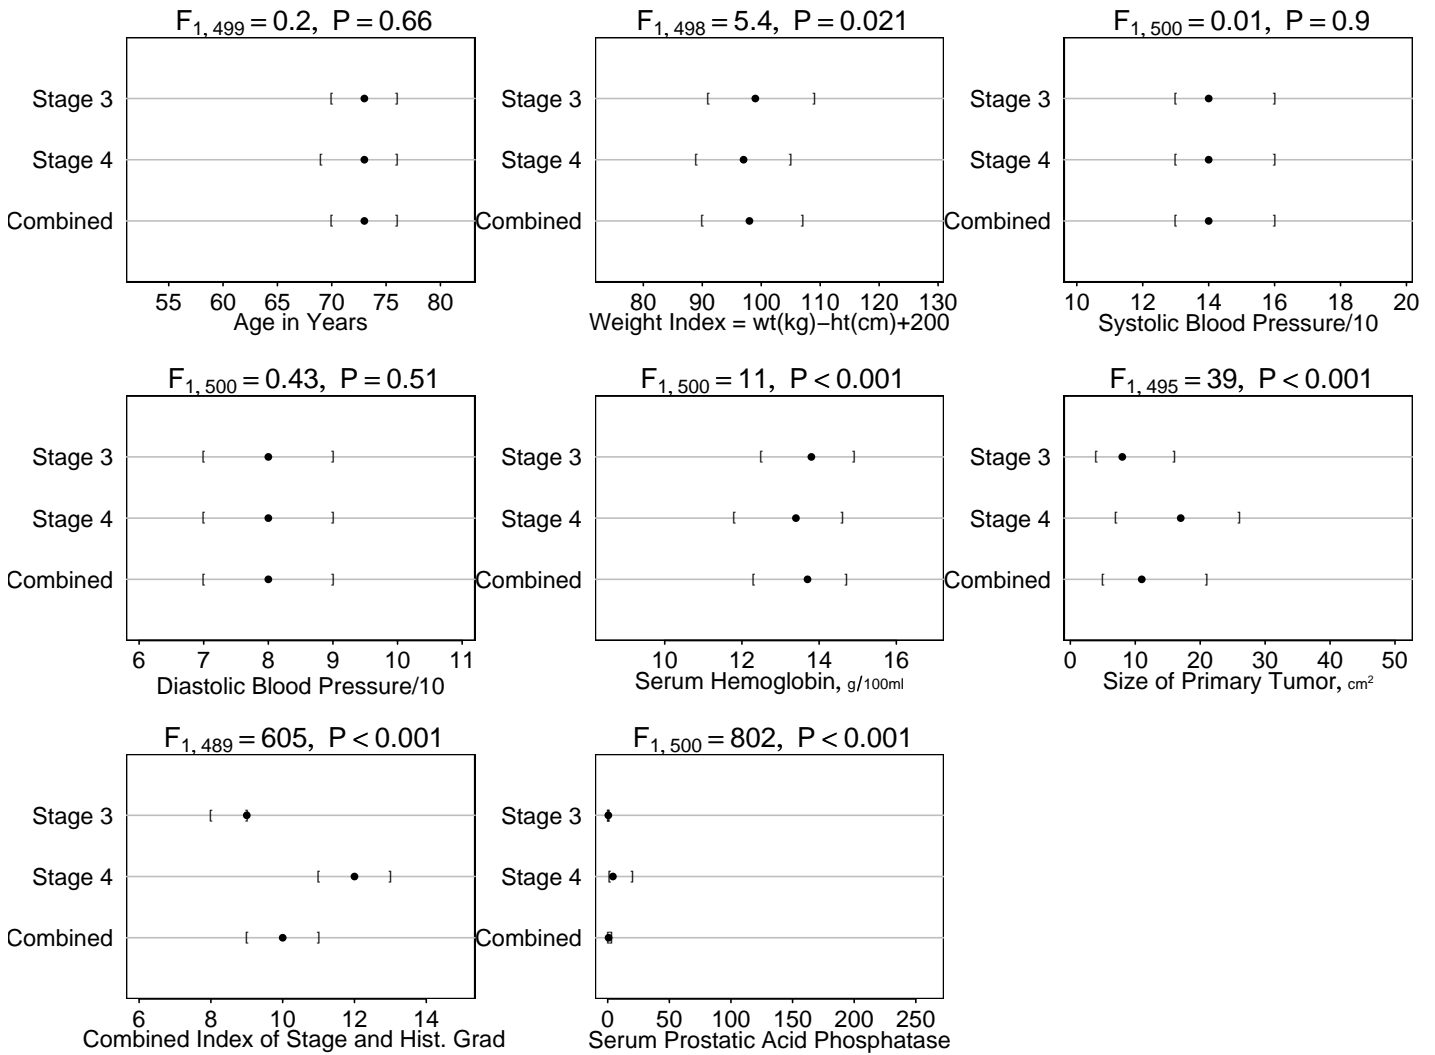 F1, 499 = 0.2, P = 0.66
Stage 3
Stage 4
Combined
55 60 65 70 75 80
Age in Years
F1, 498 = 5.4, P = 0.021
Stage 3
Stage 4
Combined
80 90 100 110 120 130
Weight Index = wt(kg)−ht(cm)+200
F1, 500 = 0.01, P = 0.9
Stage 3
Stage 4
Combined
10 12 14 16 18 20
Systolic Blood Pressure/10
F1, 500 = 0.43, P = 0.51
Stage 3
Stage 4
Combined
6 7 8 9 10 11
Diastolic Blood Pressure/10
F1, 500 = 11, P < 0.001
Stage 3
Stage 4
Combined
10 12 14 16
Serum Hemoglobin, g/100ml
F1, 495 = 39, P < 0.001
Stage 3
Stage 4
Combined
0 10 20 30 40 50
Size of Primary Tumor, cm²
F1, 489 = 605, P < 0.001
Stage 3
Stage 4
Combined
6 8 10 12 14
Combined Index of Stage and Hist. Grad
F1, 500 = 802, P < 0.001
Stage 3
Stage 4
Combined
0 50 100 150 200 250
Serum Prostatic Acid Phosphatase